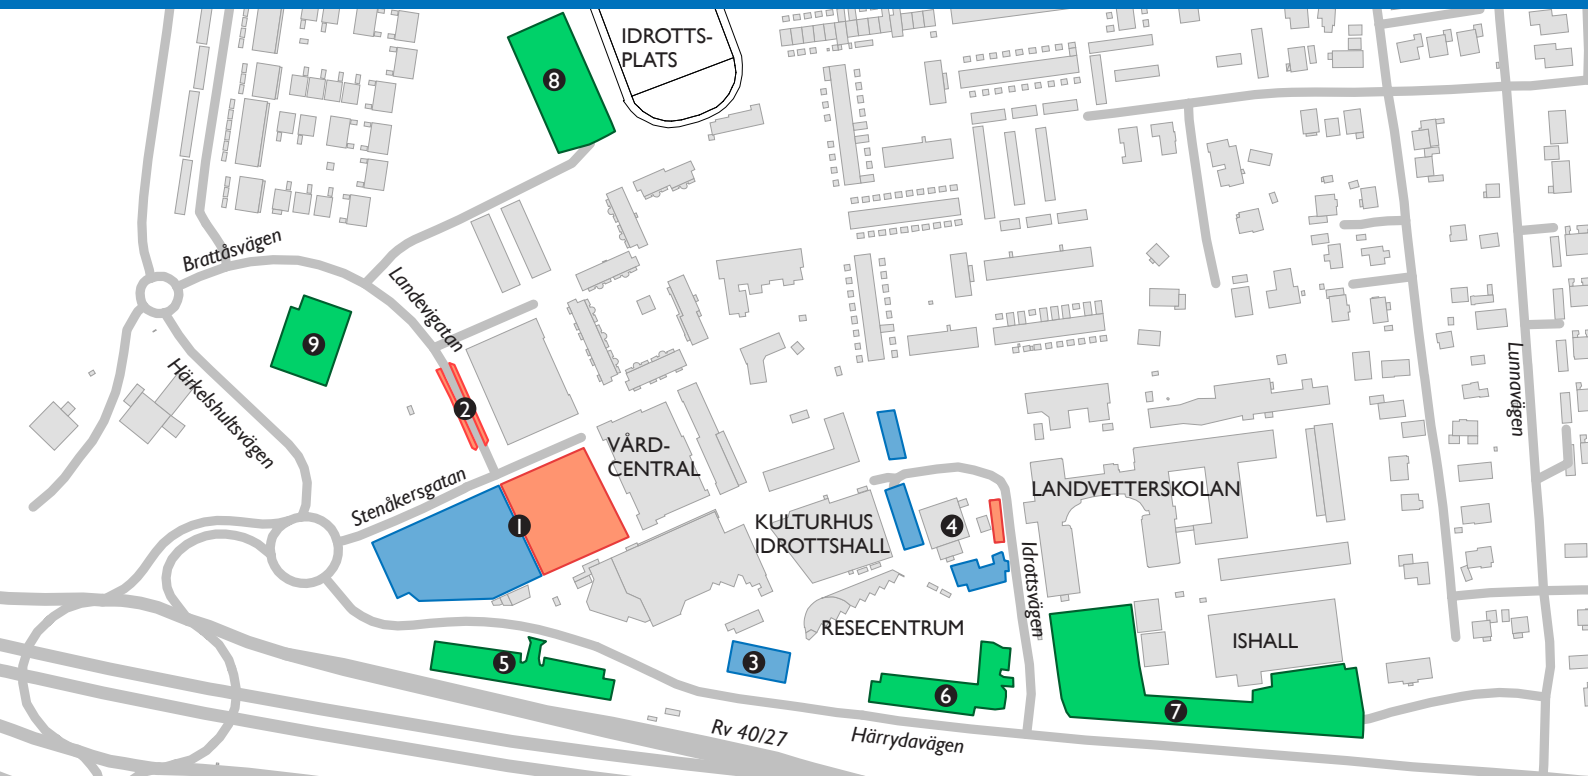 IDROTTS-
PLATS
8
Brattåsvägen
Landevigatan
9
Härkelshultsvägen
2
Lunnavägen
VÅRD-
CENTRAL
Stenåkersgatan
1
LANDVETTERSKOLAN
KULTURHUS
IDROTTSHALL
4
Idrottsvägen
RESECENTRUM
ISHALL
5
3
6
7
Rv 40/27
Härrydavägen